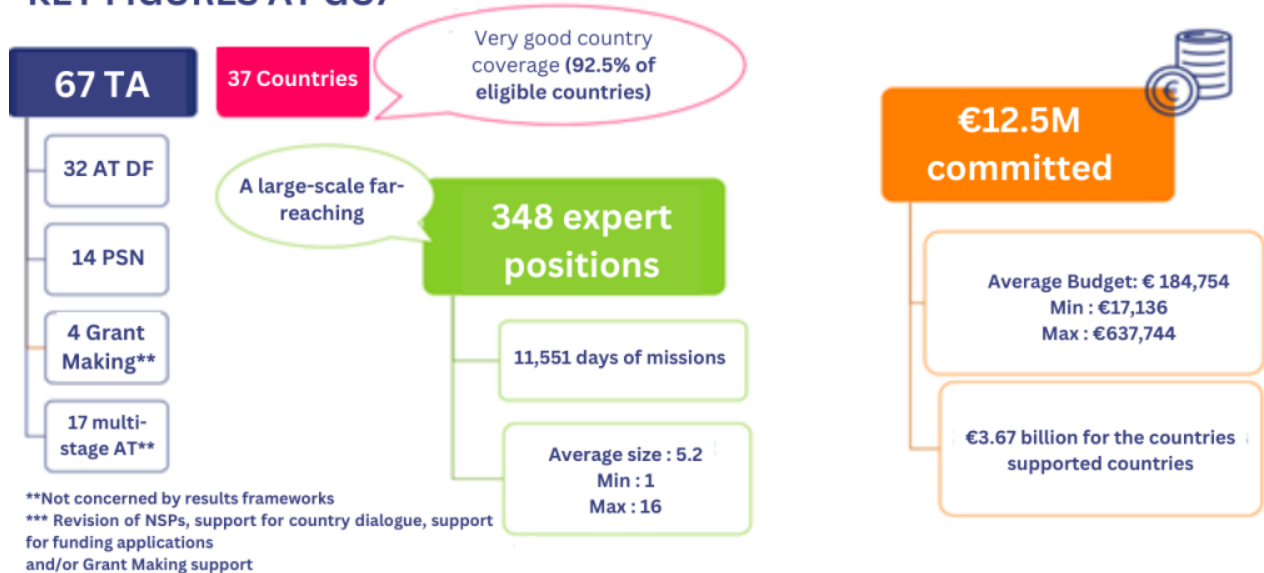 67 TA
37 Countries
Very good country
coverage (92.5% of
eligible countries)
32 AT DF
14 PSN
4 Grant
Making**
17 multi-
stage AT**
A large-scale far-
reaching
348 expert
positions
11,551 days of missions
Average size : 5.2
Min : 1
Max : 16
€12.5M
committed
Average Budget: € 184,754
Min : €17,136
Max : €637,744
€3.67 billion for the countries
supported countries
**Not concerned by results frameworks
*** Revision of NSPs, support for country dialogue, support
for funding applications
and/or Grant Making support